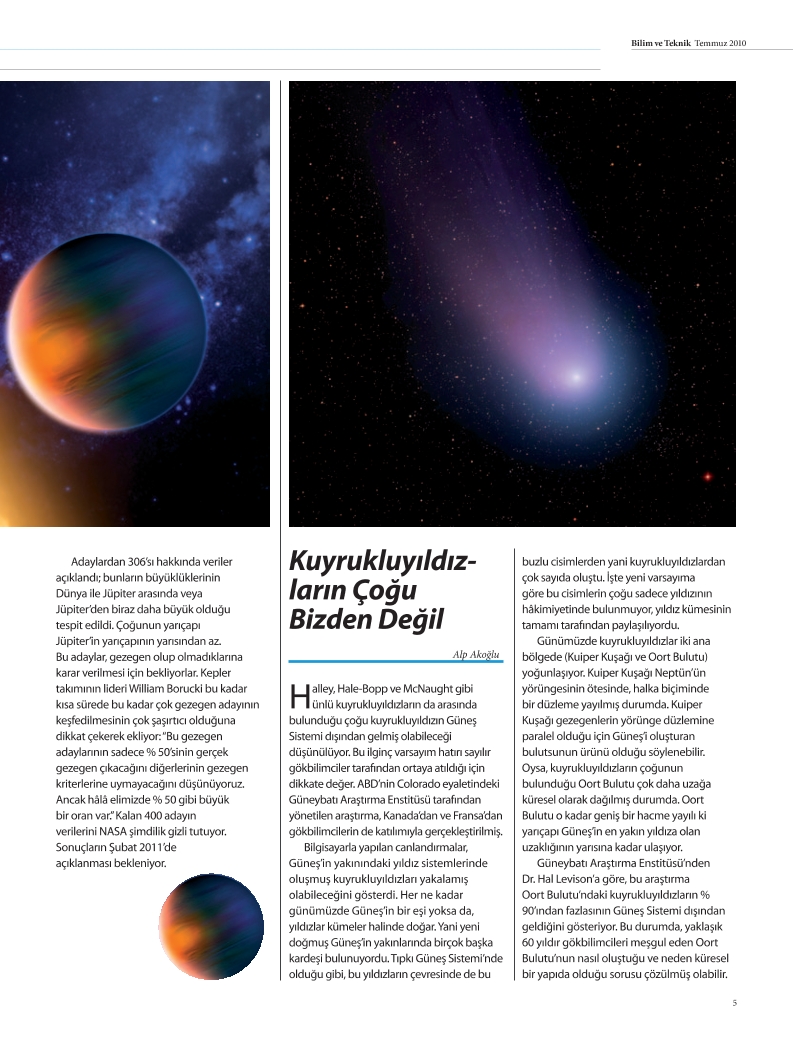 Bilim ve Teknik Temmuz 2010
Adaylardan 306’sı hakkında veriler
açıklandı; bunların büyüklüklerinin
Dünya ile Jüpiter arasında veya
Jüpiter’den biraz daha büyük olduğu
tespit edildi. Çoğunun yarıçapı
Jüpiter’in yarıçapının yarısından az.
Bu adaylar, gezegen olup olmadıklarına
karar verilmesi için bekliyorlar. Kepler
takımının lideri William Borucki bu kadar
kısa sürede bu kadar çok gezegen adayının
keşfedilmesinin çok şaşırtıcı olduğuna
dikkat çekerek ekliyor: “Bu gezegen
adaylarının sadece % 50’sinin gerçek
gezegen çıkacağını diğerlerinin gezegen
kriterlerine uymayacağını düşünüyoruz.
Ancak hâlâ elimizde % 50 gibi büyük
bir oran var.” Kalan 400 adayın
verilerini NASA şimdilik gizli tutuyor.
Sonuçların Şubat 2011’de
açıklanması bekleniyor.
Kuyrukluyıldız-
ların Çoğu
Bizden Değil
Alp Akoğlu
Halley, Hale-Bopp ve McNaught gibi
ünlü kuyrukluyıldızların da arasında
bulunduğu çoğu kuyrukluyıldızın Güneş
Sistemi dışından gelmiş olabileceği
düşünülüyor. Bu ilginç varsayım hatırı sayılır
gökbilimciler tarafından ortaya atıldığı için
dikkate değer. ABD’nin Colorado eyaletindeki
Güneybatı Araştırma Enstitüsü tarafından
yönetilen araştırma, Kanada’dan ve Fransa’dan
gökbilimcilerin de katılımıyla gerçekleştirilmiş.
Bilgisayarla yapılan canlandırmalar,
Güneş’in yakınındaki yıldız sistemlerinde
oluşmuş kuyrukluyıldızları yakalamış
olabileceğini gösterdi. Her ne kadar
günümüzde Güneş’in bir eşi yoksa da,
yıldızlar kümeler halinde doğar. Yani yeni
doğmuş Güneş’in yakınlarında birçok başka
kardeşi bulunuyordu. Tıpkı Güneş Sistemi’nde
olduğu gibi, bu yıldızların çevresinde de bu
buzlu cisimlerden yani kuyrukluyıldızlardan
çok sayıda oluştu. İşte yeni varsayıma
göre bu cisimlerin çoğu sadece yıldızının
hâkimiyetinde bulunmuyor, yıldız kümesinin
tamamı tarafından paylaşılıyordu.
Günümüzde kuyrukluyıldızlar iki ana
bölgede (Kuiper Kuşağı ve Oort Bulutu)
yoğunlaşıyor. Kuiper Kuşağı Neptün’ün
yörüngesinin ötesinde, halka biçiminde
bir düzleme yayılmış durumda. Kuiper
Kuşağı gezegenlerin yörünge düzlemine
paralel olduğu için Güneş’i oluşturan
bulutsunun ürünü olduğu söylenebilir.
Oysa, kuyrukluyıldızların çoğunun
bulunduğu Oort Bulutu çok daha uzağa
küresel olarak dağılmış durumda. Oort
Bulutu o kadar geniş bir hacme yayılı ki
yarıçapı Güneş’in en yakın yıldıza olan
uzaklığının yarısına kadar ulaşıyor.
Güneybatı Araştırma Enstitüsü’nden
Dr. Hal Levison’a göre, bu araştırma
Oort Bulutu’ndaki kuyrukluyıldızların %
90’ından fazlasının Güneş Sistemi dışından
geldiğini gösteriyor. Bu durumda, yaklaşık
60 yıldır gökbilimcileri meşgul eden Oort
Bulutu’nun nasıl oluştuğu ve neden küresel
bir yapıda olduğu sorusu çözülmüş olabilir.
5